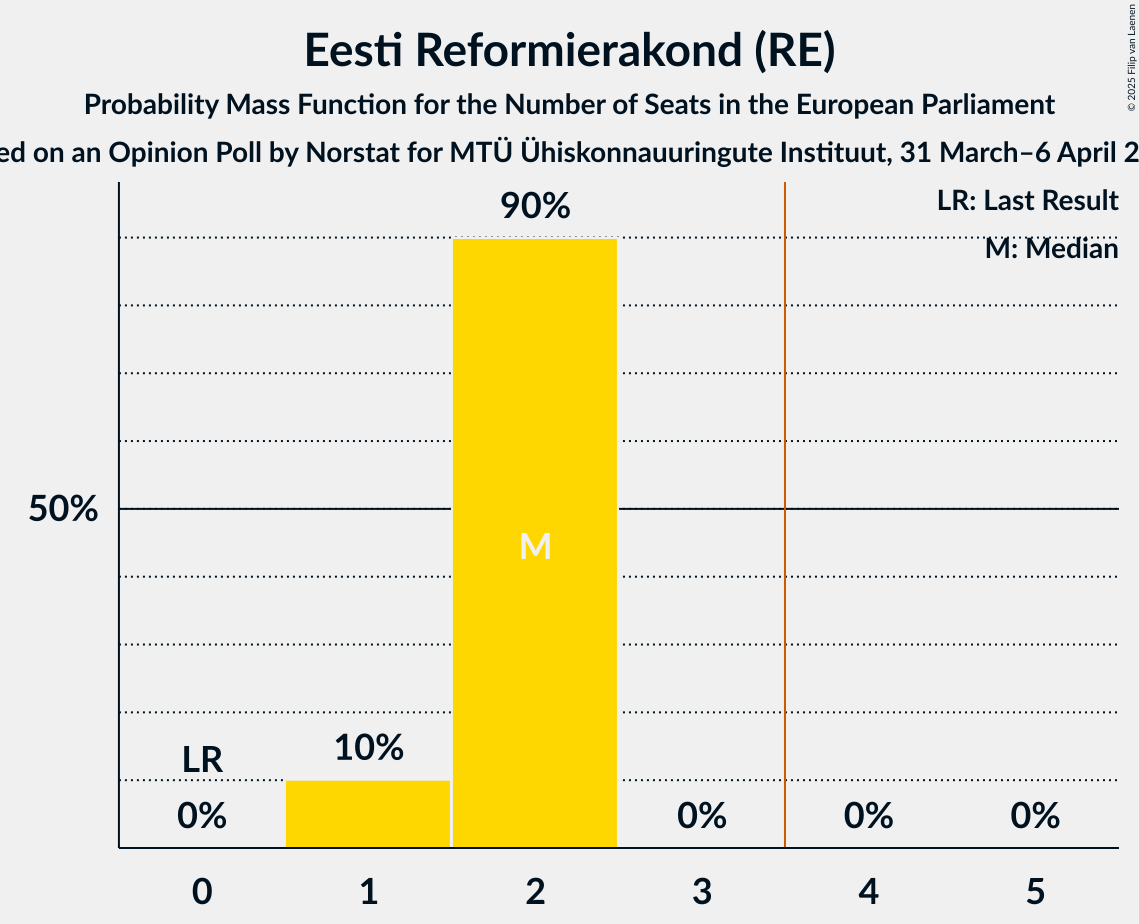 Eesti Reformierakond (RE)
Probability Mass Function for the Number of Seats in the European Parliament
ed on an Opinion Poll by Norstat for MTÜ Ühiskonnauuringute Instituut, 31 March–6 April 2
© 2025 Filip van Laenen
LR: Last Result
M: Median
90%
50%
M
LR
10%
0%
0%
0%
0%
0
1
2
3
4
5